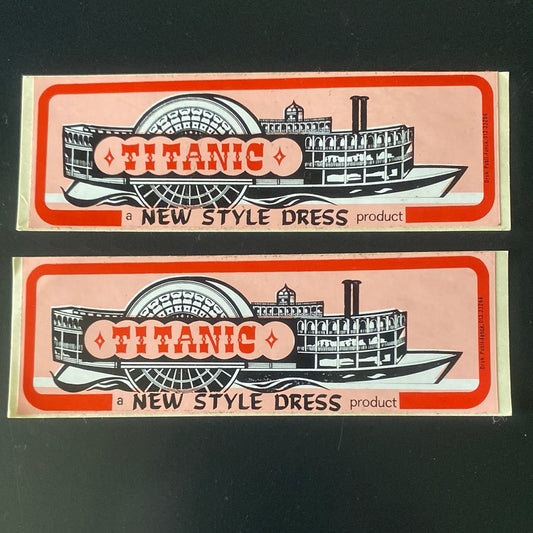 TITANIC
a NEW STYLE DRESS product
TITANIC
a NEW STYLE DRESS product